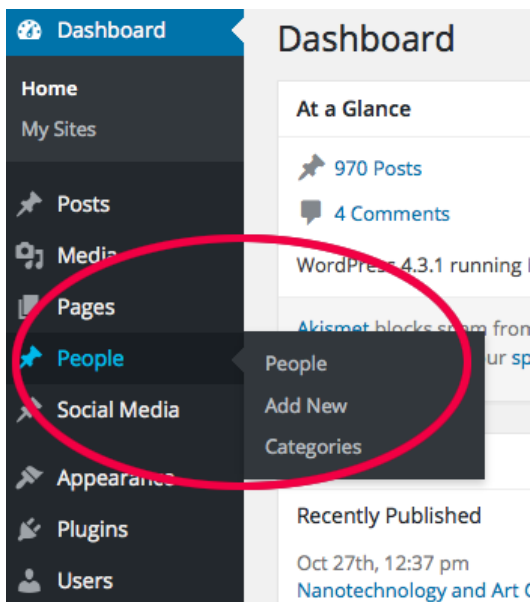 Dashboard
Home
My Sites
Posts
Media
Pages
People
Social Media
Appearance
Plugins
Users
People
Add New
Categories
Dashboard
At a Glance
970 Posts
4 Comments
WordPress 4.3.1 running
Akismet blocks spam from
ur sp
Recently Published
Oct 27th, 12:37 pm
Nanotechnology and Art